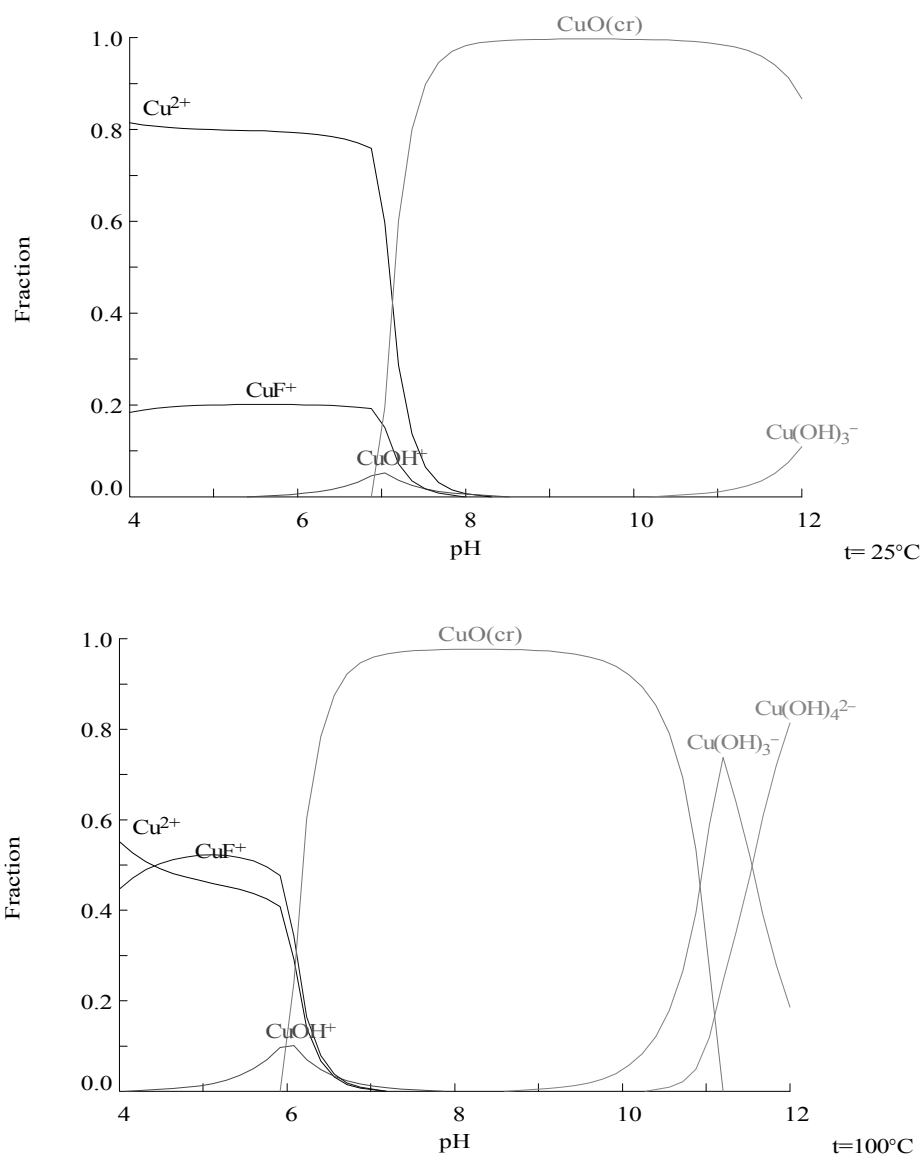 CuO(cr)
1.0
Cu²⁺
0.8
0.6
Fraction
0.4
CuF⁺
0.2
Cu(OH)₃⁻
CuOH⁺
0.0
4 6 8 10 12
pH
t= 25°C
CuO(cr)
1.0
Cu(OH)₄²⁻
0.8
Cu(OH)₃⁻
0.6
Cu²⁺
CuF⁺
Fraction
0.4
0.2
CuOH⁺
0.0
4 6 8 10 12
pH
t=100°C